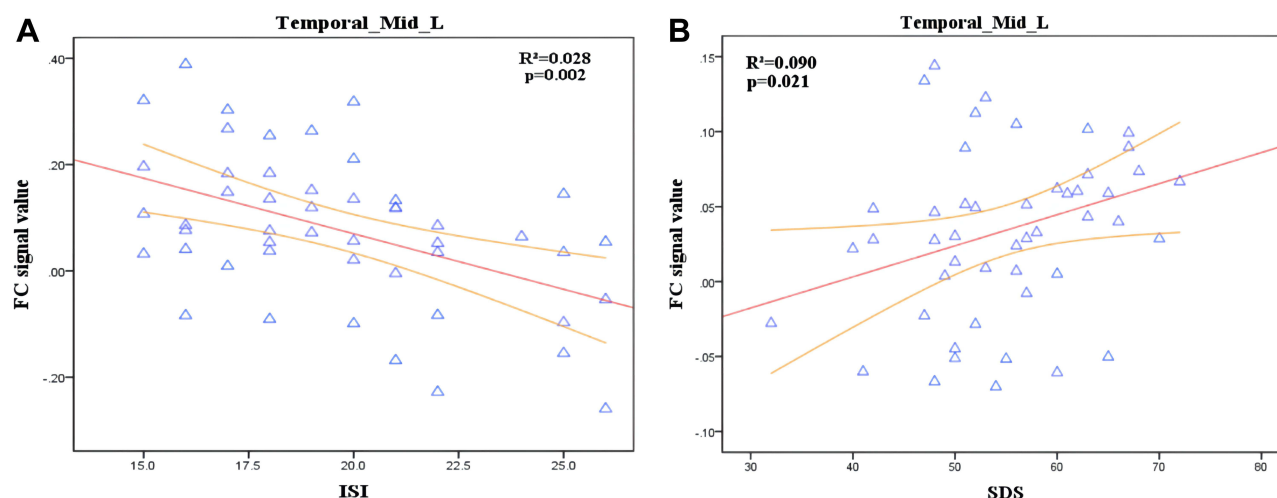 A
Temporal_Mid_L
R²=0.028
p=0.002
.40
.20
.00
-.20
FC signal value
15.0 17.5 20.0 22.5 25.0
ISI
B
Temporal_Mid_L
R²=0.090
p=0.021
.15
.10
.05
.00
-.05
-.10
FC signal value
30 40 50 60 70 80
SDS